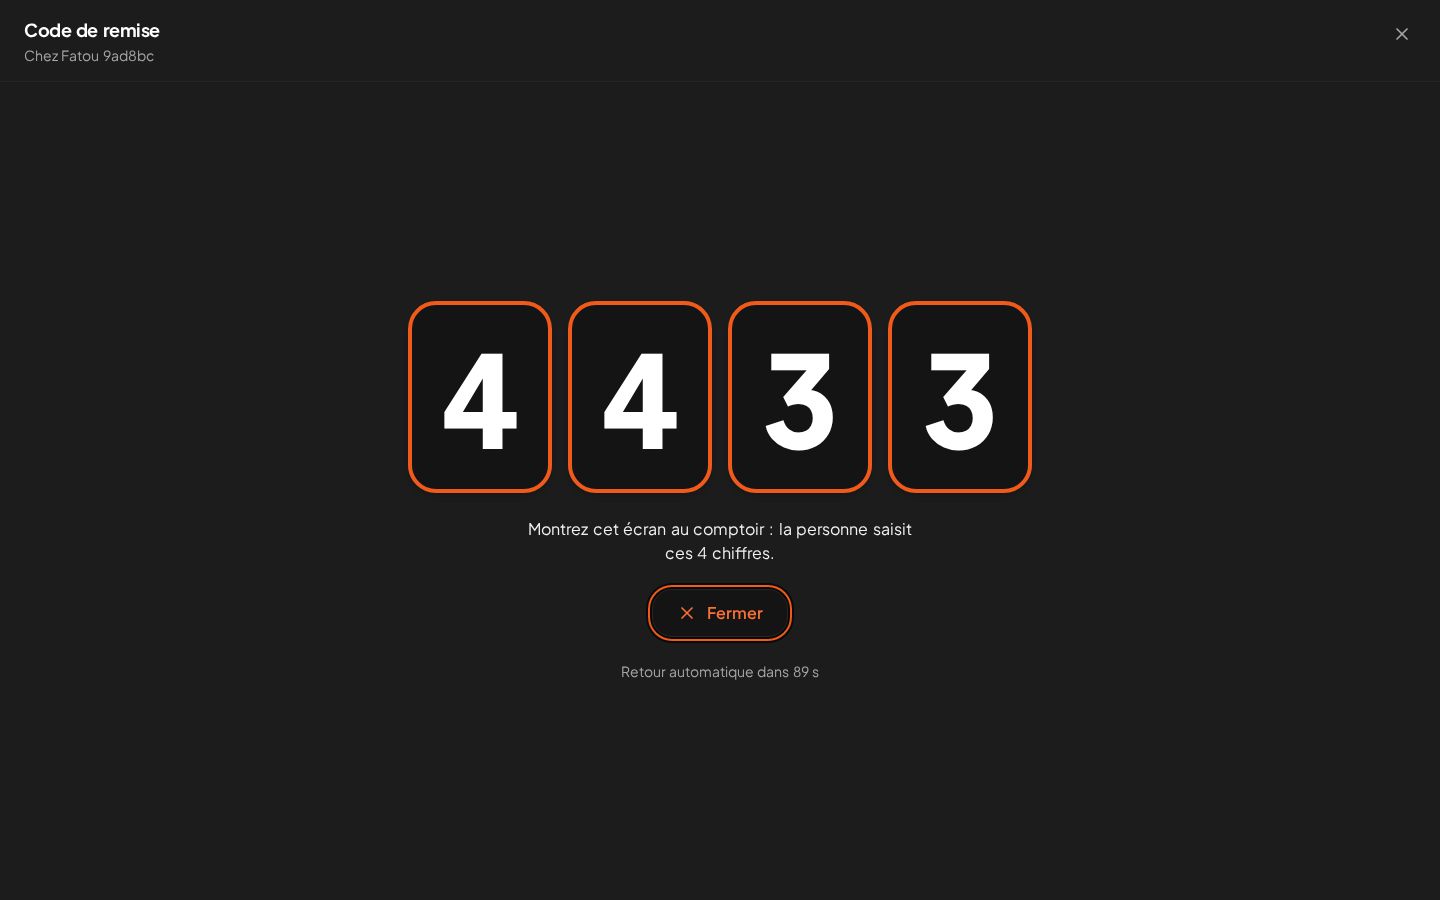 Code de remise
Chez Fatou 9ad8bc
4 4 3 3
Montrez cet écran au comptoir : la personne saisit
ces 4 chiffres.
Fermer
Retour automatique dans 89 s